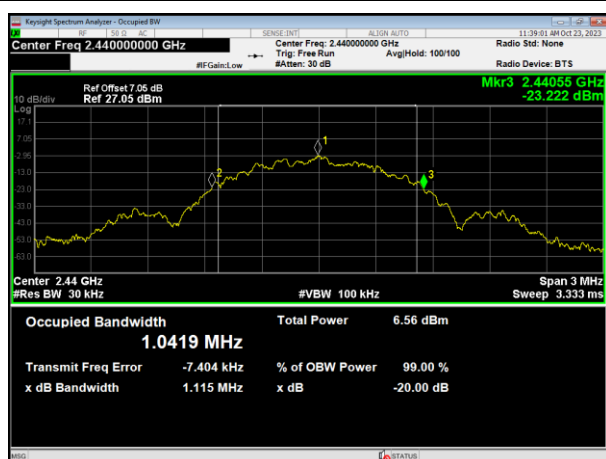 Keysight Spectrum Analyzer - Occupied BW
RF 50 Ω AC SENSE:INT ALIGN AUTO 11:39:01 AM Oct 23, 2023
Center Freq 2.440000000 GHz Center Freq: 2.440000000 GHz Radio Std: None
Trig: Free Run Avg|Hold: 100/100
#IFGain:Low #Atten: 30 dB Radio Device: BTS
Ref Offset 7.05 dB Mkr3 2.44055 GHz
10 dB/div Ref 27.05 dBm -23.222 dBm
Log
17.1
7.05
1
-2.95
-13.0
2 3
-23.0
-33.0
-43.0
-53.0
-63.0
Center 2.44 GHz Span 3 MHz
#Res BW 30 kHz #VBW 100 kHz Sweep 3.333 ms
Occupied Bandwidth Total Power 6.56 dBm
1.0419 MHz
Transmit Freq Error -7.404 kHz % of OBW Power 99.00 %
x dB Bandwidth 1.115 MHz x dB -20.00 dB
MSG STATUS